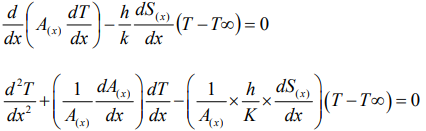 d/dx ( A(x) dT/dx ) − h/k dS(x)/dx (T − T∞) = 0
d²T/dx² + ( 1/A(x) dA(x)/dx ) dT/dx − ( 1/A(x) × h/K × dS(x)/dx ) (T − T∞) = 0